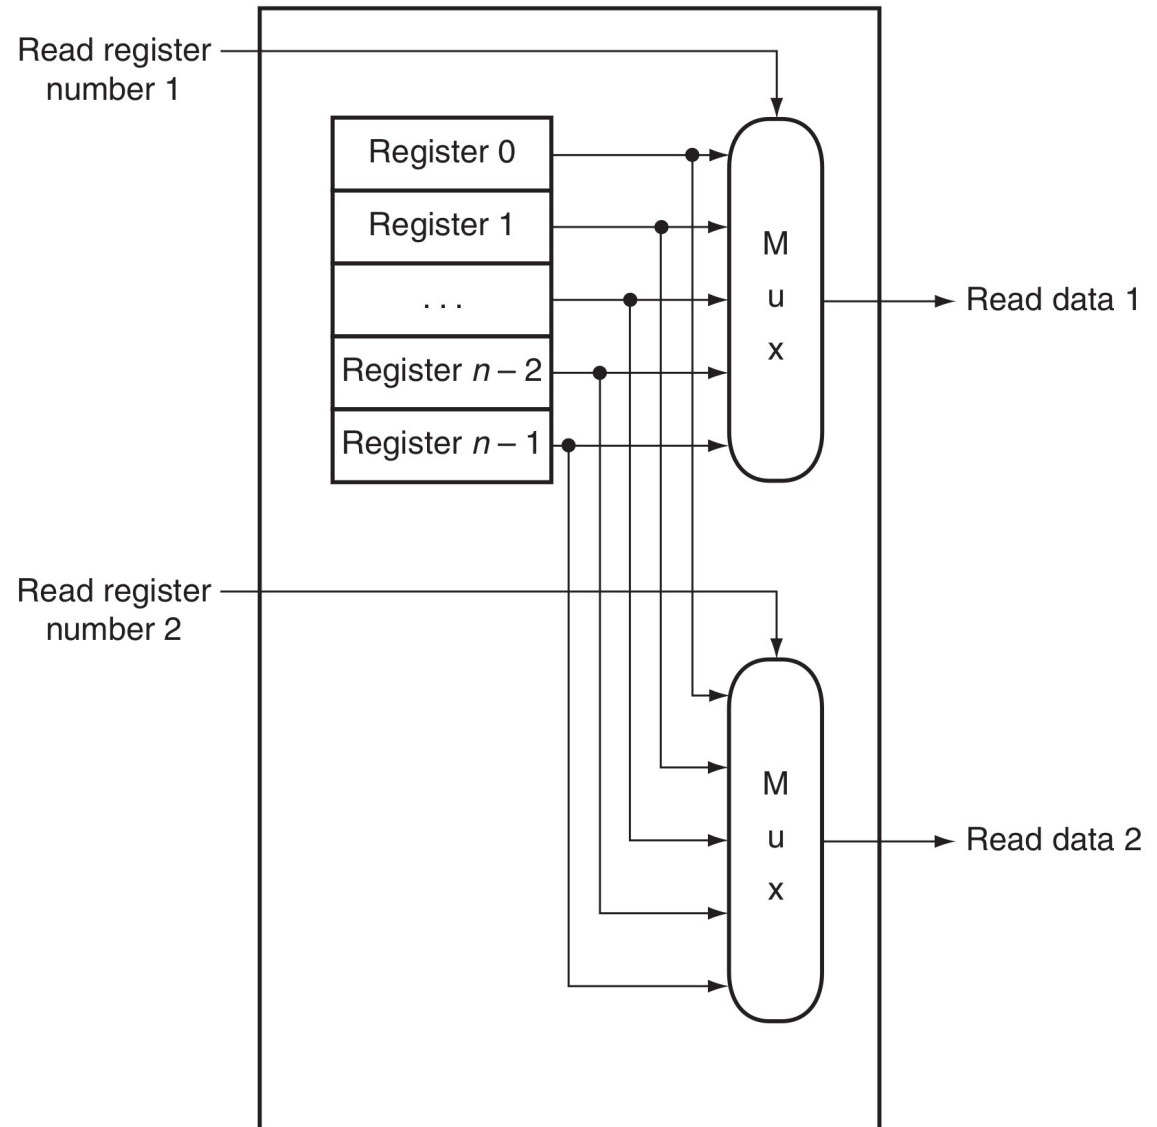 Read register
number 1
Register 0
Register 1
. . .
Register n – 2
Register n – 1
M
u
x
Read data 1
Read register
number 2
M
u
x
Read data 2